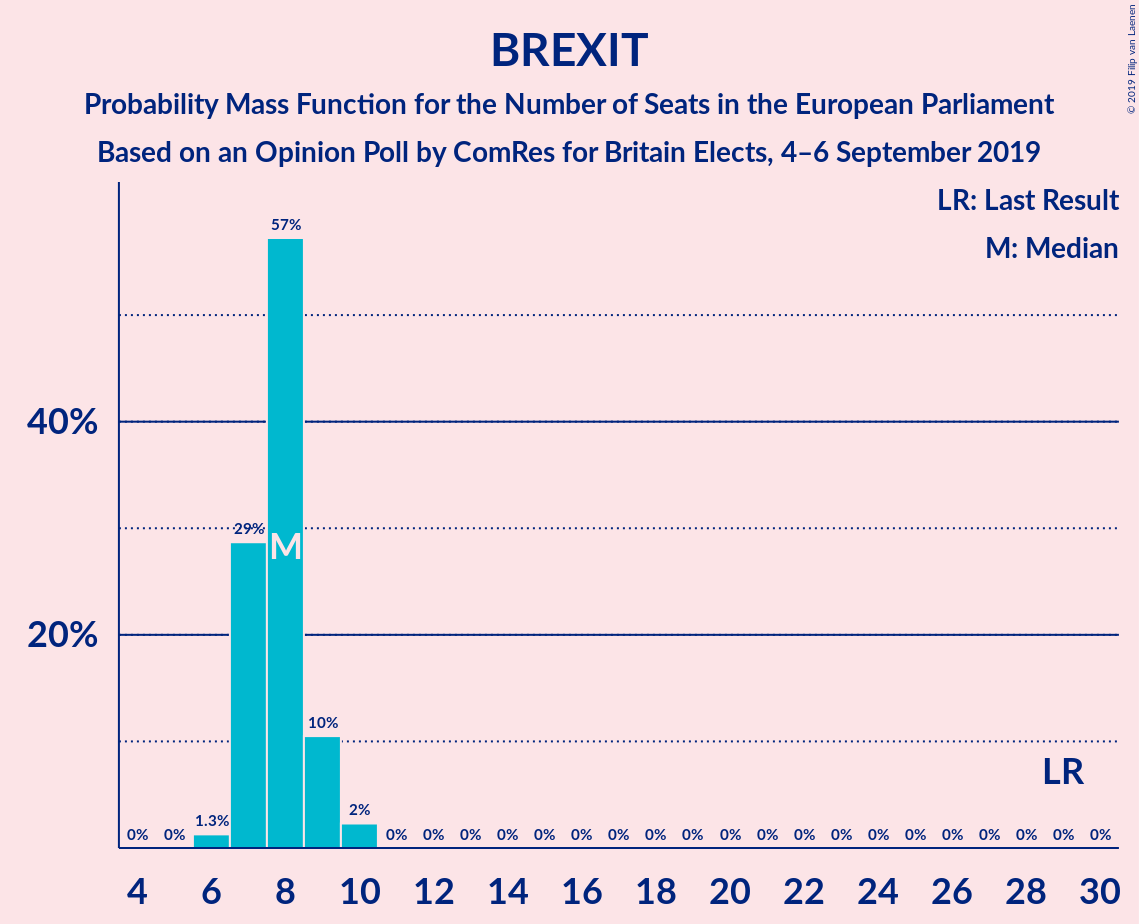 BREXIT
Probability Mass Function for the Number of Seats in the European Parliament
Based on an Opinion Poll by ComRes for Britain Elects, 4–6 September 2019
© 2019 Filip van Laenen
LR: Last Result
M: Median
57%
40%
29%
M
20%
10%
LR
2%
1.3%
0% 0% 0% 0% 0% 0% 0% 0% 0% 0% 0% 0% 0% 0% 0% 0% 0% 0% 0% 0% 0% 0%
4 6 8 10 12 14 16 18 20 22 24 26 28 30